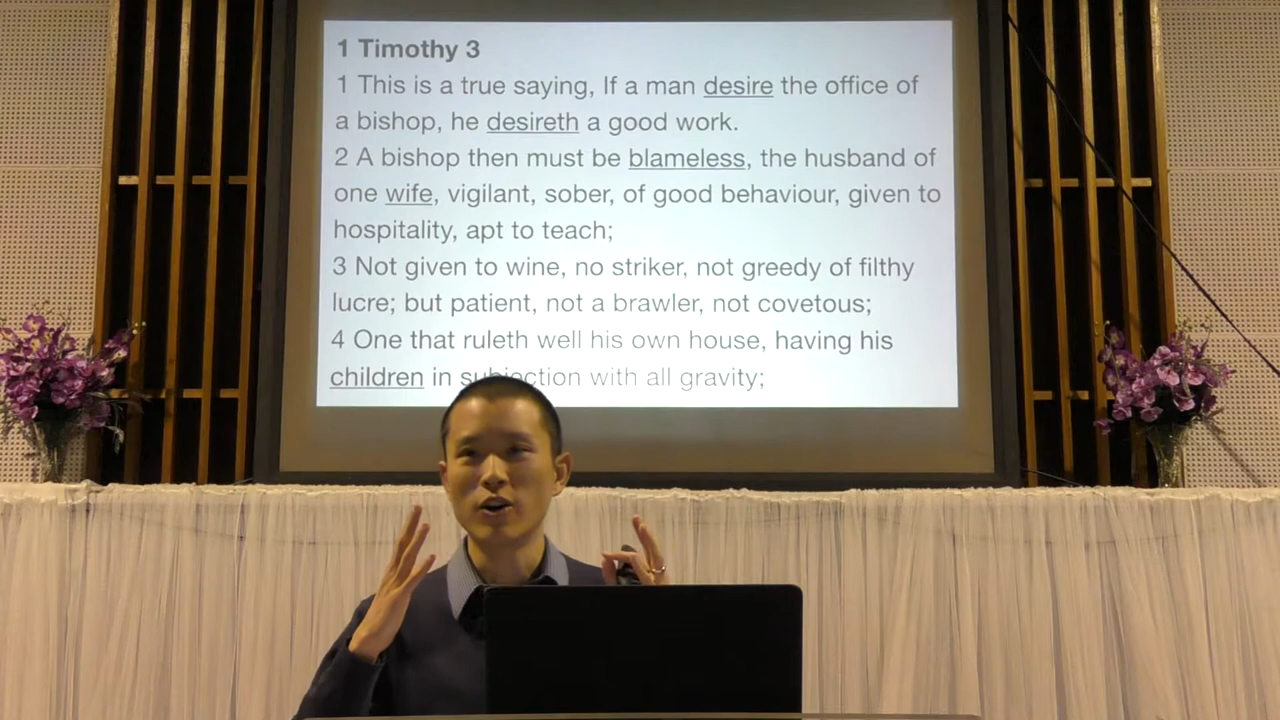 1 Timothy 3
1 This is a true saying, If a man desire the office of
a bishop, he desireth a good work.
2 A bishop then must be blameless, the husband of
one wife, vigilant, sober, of good behaviour, given to
hospitality, apt to teach;
3 Not given to wine, no striker, not greedy of filthy
lucre; but patient, not a brawler, not covetous;
4 One that ruleth well his own house, having his
children in subjection with all gravity;